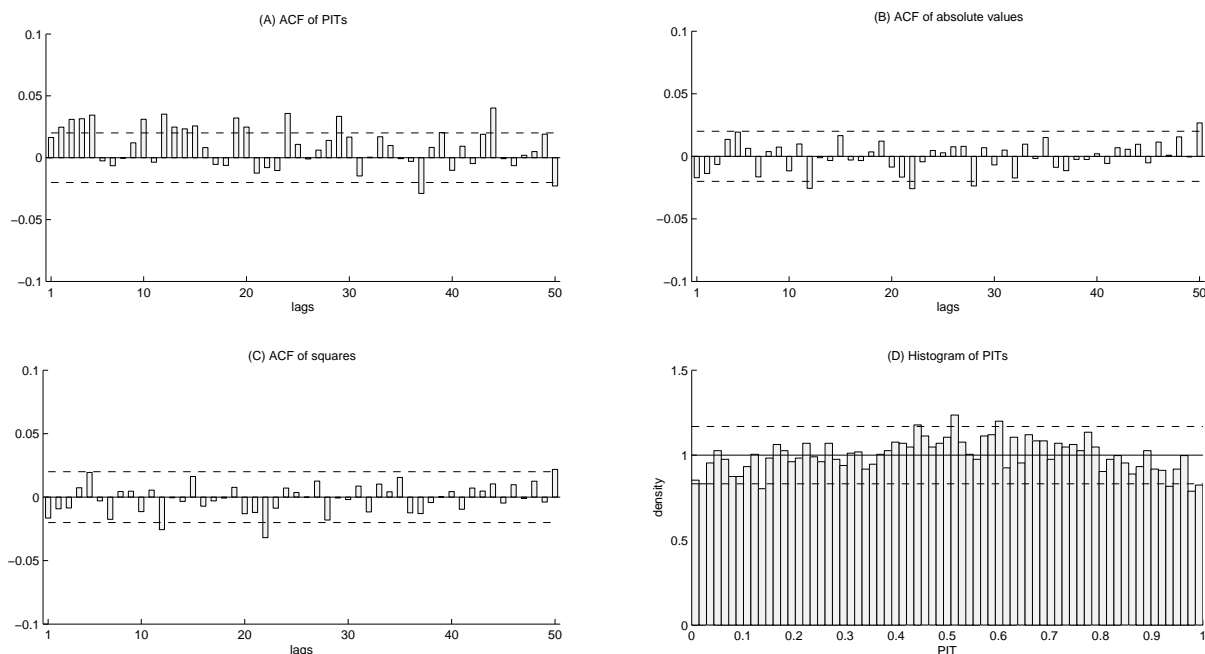 (A) ACF of PITs
0.1
0.05
0
−0.05
−0.1
1 10 20 30 40 50
lags
(B) ACF of absolute values
0.1
0.05
0
−0.05
−0.1
1 10 20 30 40 50
lags
(C) ACF of squares
0.1
0.05
0
−0.05
−0.1
1 10 20 30 40 50
lags
(D) Histogram of PITs
1.5
1
0.5
0
density
0 0.1 0.2 0.3 0.4 0.5 0.6 0.7 0.8 0.9 1
PIT